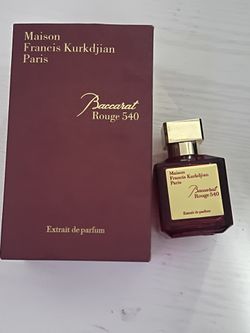 Maison
Francis Kurkdjian
Paris
Baccarat
Rouge 540
Extrait de parfum
Maison
Francis Kurkdjian
Paris
Baccarat
Rouge 540
Extrait de parfum